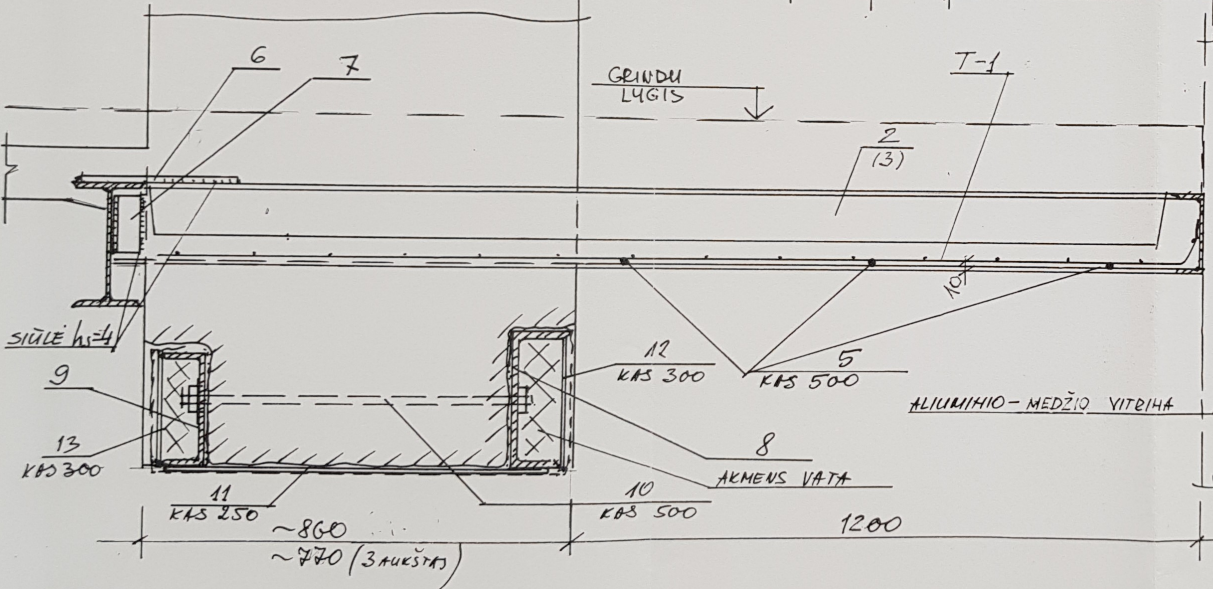 6
7
GRINDŲ
LYGIS
T-1
2
(3)
10
SIŪLĖ hs=4
9
13
KAS 300
12
KAS 300
5
KAS 500
ALIUMINIO-MEDŽIO VITRINA
8
AKMENS VATA
11
KAS 250
10
KAS 500
~860
~770 (3 AUKŠTAS)
1200